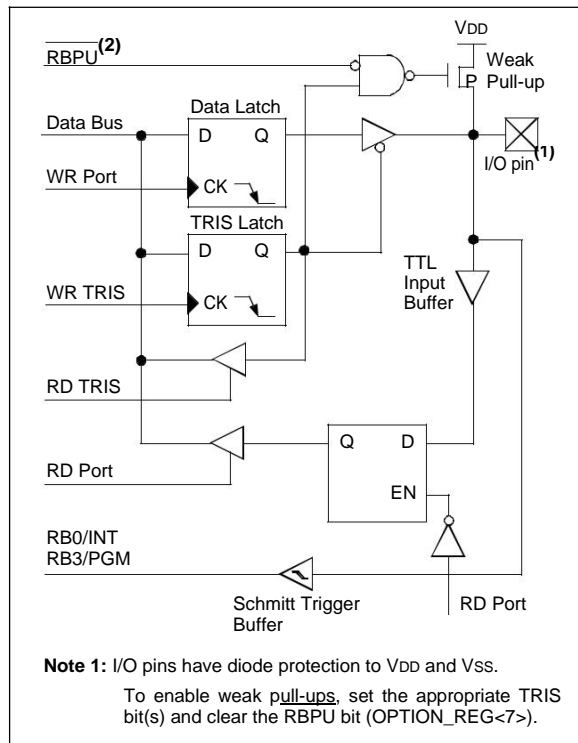 RBPU(2)
VDD
Weak
Pull-up
P
Data Latch
Data Bus
D Q
I/O pin(1)
WR Port
CK
TRIS Latch
D Q
TTL
Input
Buffer
WR TRIS
CK
RD TRIS
Q D
RD Port
EN
RB0/INT
RB3/PGM
Schmitt Trigger
Buffer
RD Port
Note 1: I/O pins have diode protection to VDD and VSS.
To enable weak pull-ups, set the appropriate TRIS
bit(s) and clear the RBPU bit (OPTION_REG<7>).